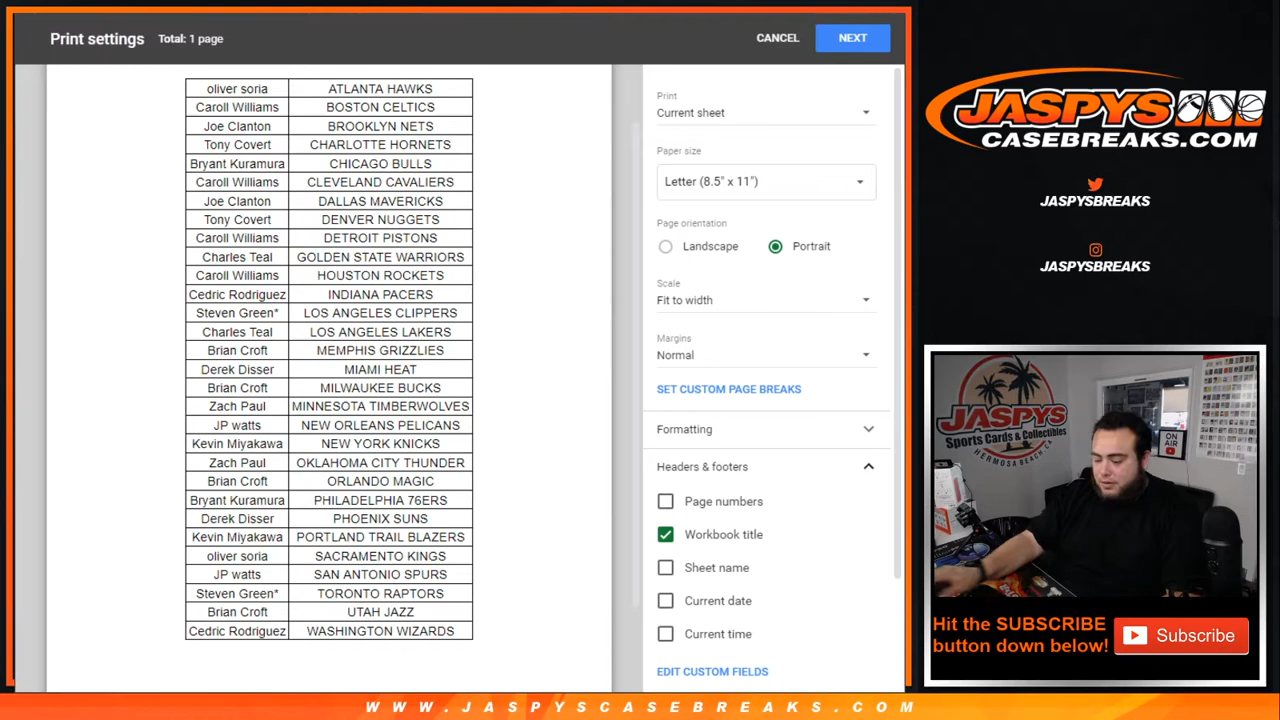 Print settings Total: 1 page CANCEL NEXT
oliver soria ATLANTA HAWKS
Caroll Williams BOSTON CELTICS
Joe Clanton BROOKLYN NETS
Tony Covert CHARLOTTE HORNETS
Bryant Kuramura CHICAGO BULLS
Caroll Williams CLEVELAND CAVALIERS
Joe Clanton DALLAS MAVERICKS
Tony Covert DENVER NUGGETS
Caroll Williams DETROIT PISTONS
Charles Teal GOLDEN STATE WARRIORS
Caroll Williams HOUSTON ROCKETS
Cedric Rodriguez INDIANA PACERS
Steven Green* LOS ANGELES CLIPPERS
Charles Teal LOS ANGELES LAKERS
Brian Croft MEMPHIS GRIZZLIES
Derek Disser MIAMI HEAT
Brian Croft MILWAUKEE BUCKS
Zach Paul MINNESOTA TIMBERWOLVES
JP watts NEW ORLEANS PELICANS
Kevin Miyakawa NEW YORK KNICKS
Zach Paul OKLAHOMA CITY THUNDER
Brian Croft ORLANDO MAGIC
Bryant Kuramura PHILADELPHIA 76ERS
Derek Disser PHOENIX SUNS
Kevin Miyakawa PORTLAND TRAIL BLAZERS
oliver soria SACRAMENTO KINGS
JP watts SAN ANTONIO SPURS
Steven Green* TORONTO RAPTORS
Brian Croft UTAH JAZZ
Cedric Rodriguez WASHINGTON WIZARDS
Print
Current sheet
Paper size
Letter (8.5" x 11")
Page orientation
Landscape Portrait
Scale
Fit to width
Margins
Normal
SET CUSTOM PAGE BREAKS
Formatting
Headers & footers
Page numbers
Workbook title
Sheet name
Current date
Current time
EDIT CUSTOM FIELDS
JASPYS
CASEBREAKS.COM
JASPYSBREAKS
JASPYSBREAKS
JASPYS
Sports Cards & Collectibles
HERMOSA BEACH, CA
ON
AIR
Hit the SUBSCRIBE
button down below!
Subscribe
WWW.JASPYSCASEBREAKS.COM